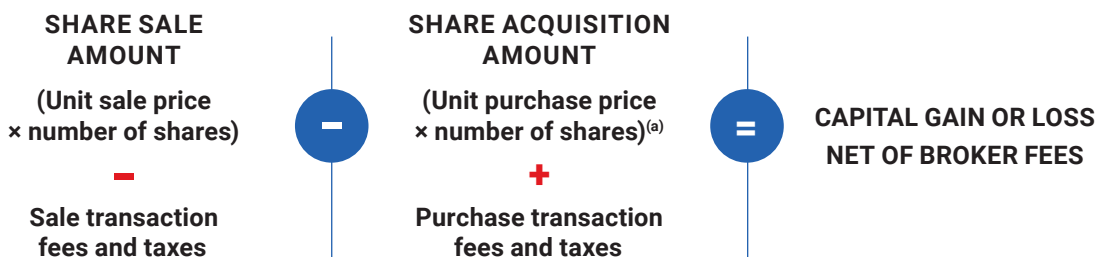 SHARE SALE
AMOUNT
(Unit sale price
× number of shares)
−
Sale transaction
fees and taxes
−
SHARE ACQUISITION
AMOUNT
(Unit purchase price
× number of shares)(a)
+
Purchase transaction
fees and taxes
=
CAPITAL GAIN OR LOSS
NET OF BROKER FEES